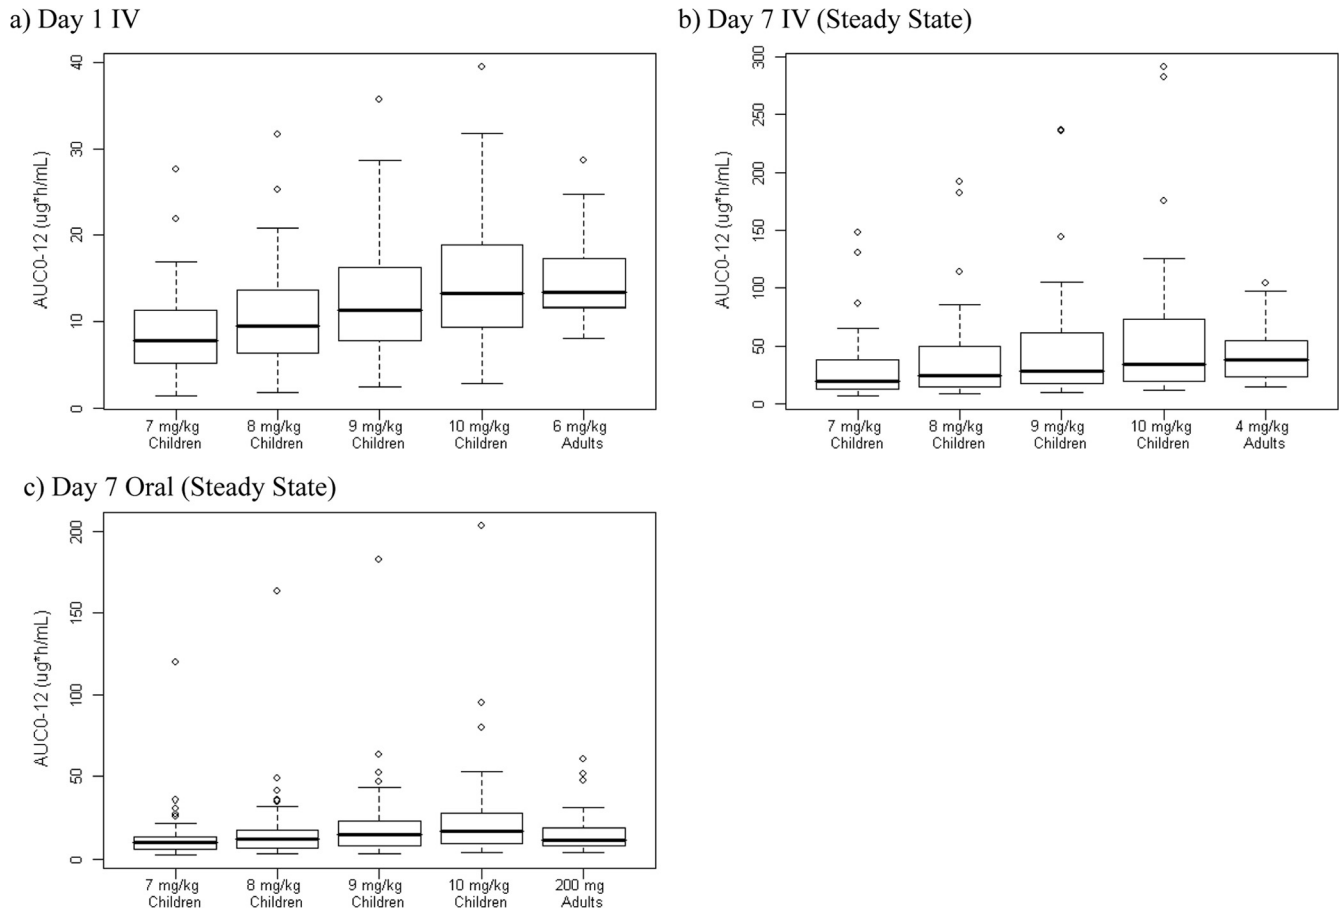 a) Day 1 IV
AUC0-12 (ug*h/mL)
40
30
20
10
0
7 mg/kg
Children
8 mg/kg
Children
9 mg/kg
Children
10 mg/kg
Children
6 mg/kg
Adults
b) Day 7 IV (Steady State)
AUC0-12 (ug*h/mL)
300
250
200
150
100
50
0
7 mg/kg
Children
8 mg/kg
Children
9 mg/kg
Children
10 mg/kg
Children
4 mg/kg
Adults
c) Day 7 Oral (Steady State)
AUC0-12 (ug*h/mL)
200
150
100
50
0
7 mg/kg
Children
8 mg/kg
Children
9 mg/kg
Children
10 mg/kg
Children
200 mg
Adults